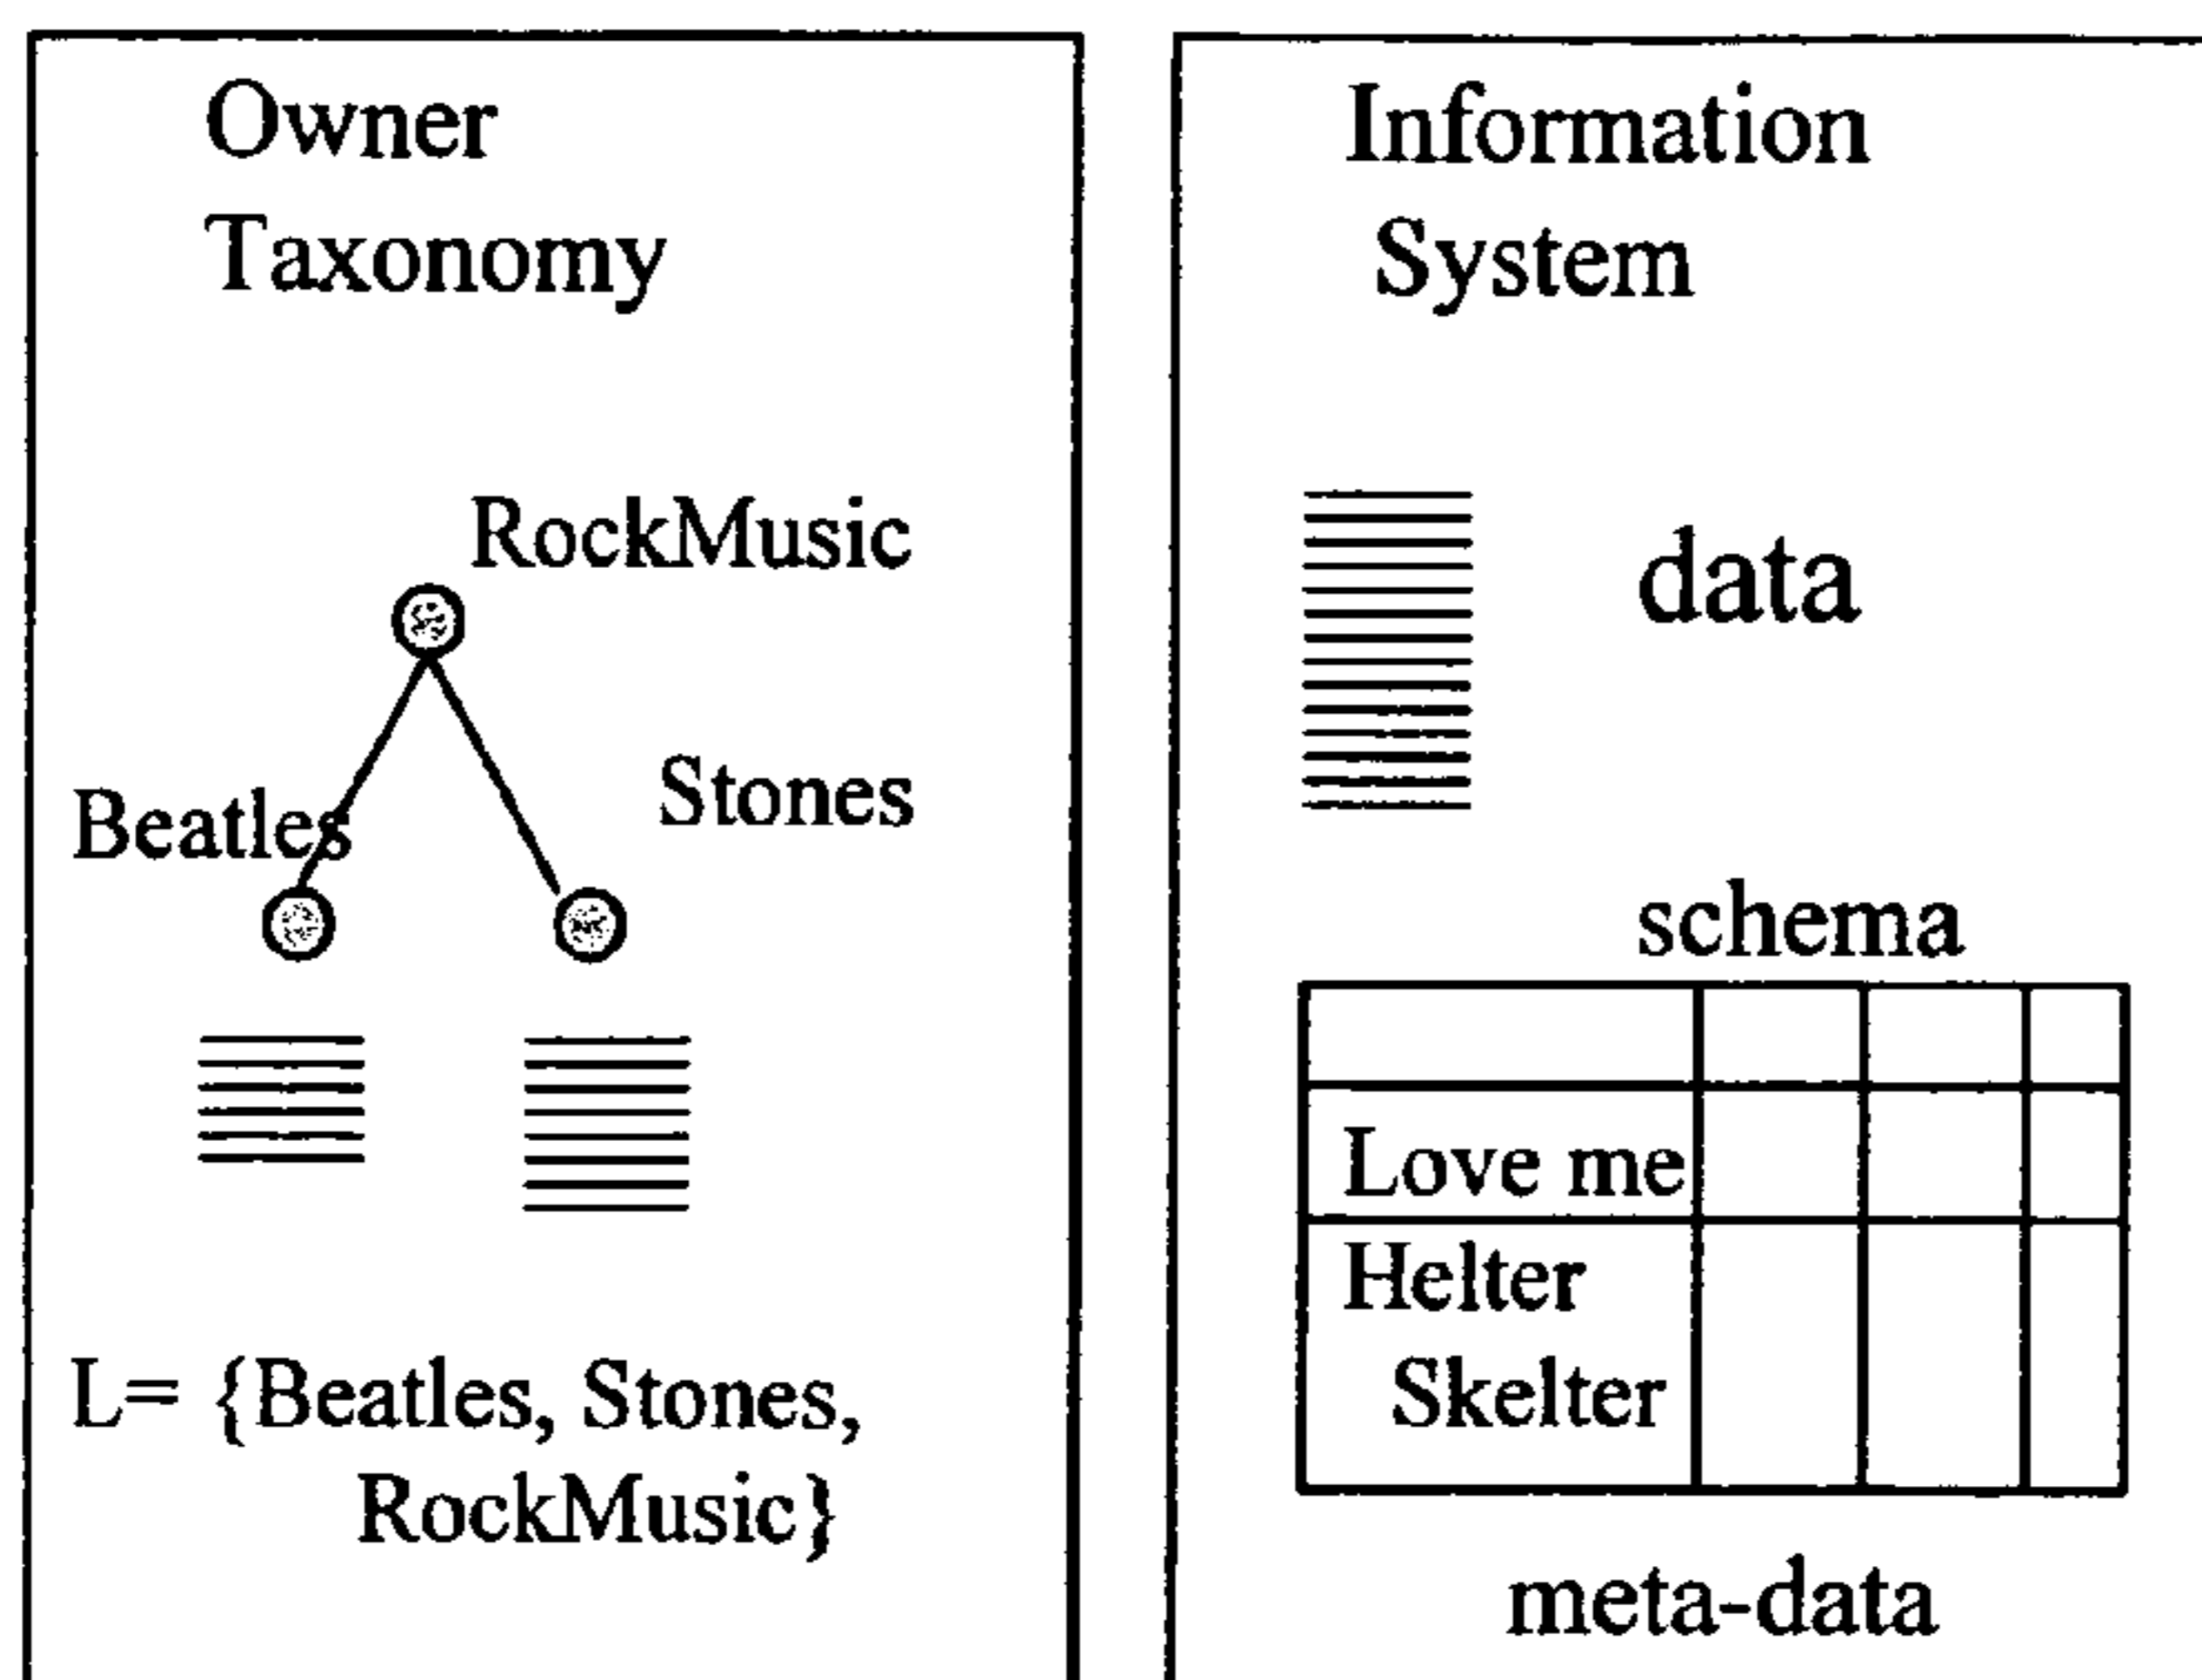 Owner
Taxonomy
RockMusic
Beatles
Stones
L= {Beatles, Stones,
RockMusic}
Information
System
data
schema
Love me
Helter
Skelter
meta-data